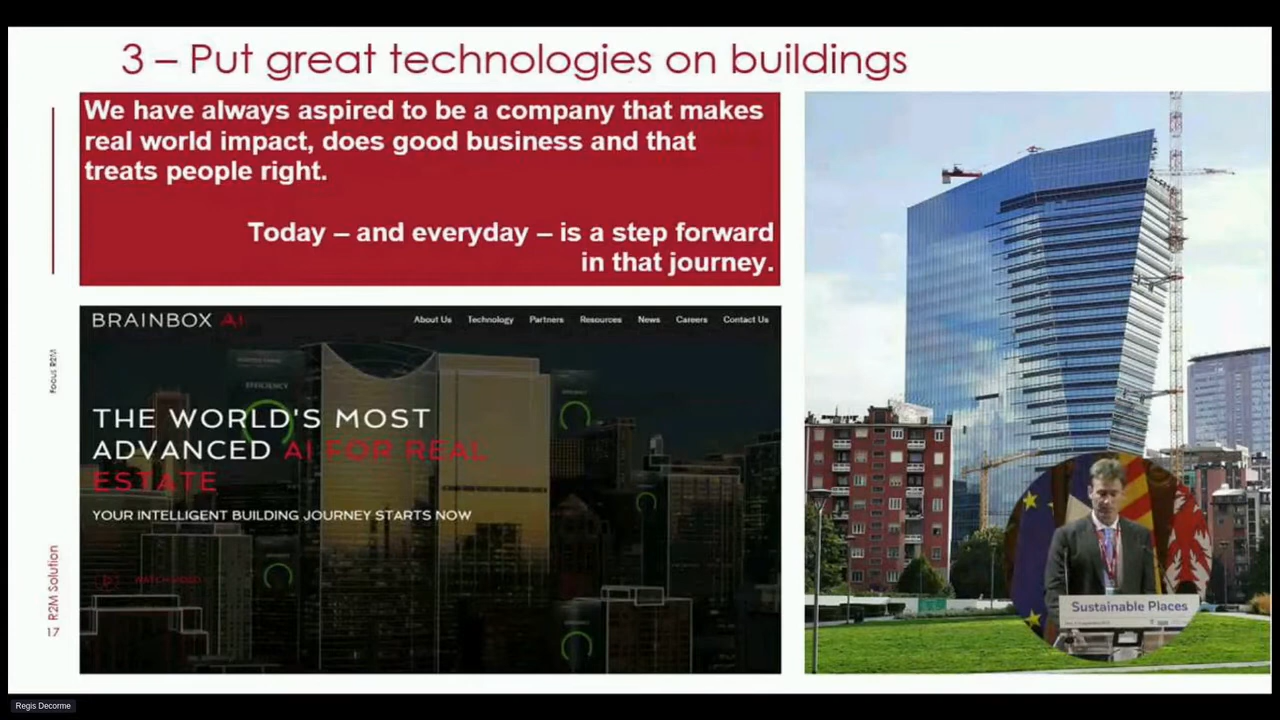 3 – Put great technologies on buildings
We have always aspired to be a company that makes
real world impact, does good business and that
treats people right.
Today – and everyday – is a step forward
in that journey.
BRAINBOX AI
About Us Technology Partners Resources News Careers Contact Us
EFFICIENCY
THE WORLD'S MOST
ADVANCED AI FOR REAL
ESTATE
YOUR INTELLIGENT BUILDING JOURNEY STARTS NOW
WATCH VIDEO
Focus R2M
R2M Solution
17
Sustainable Places
Regis Decorme